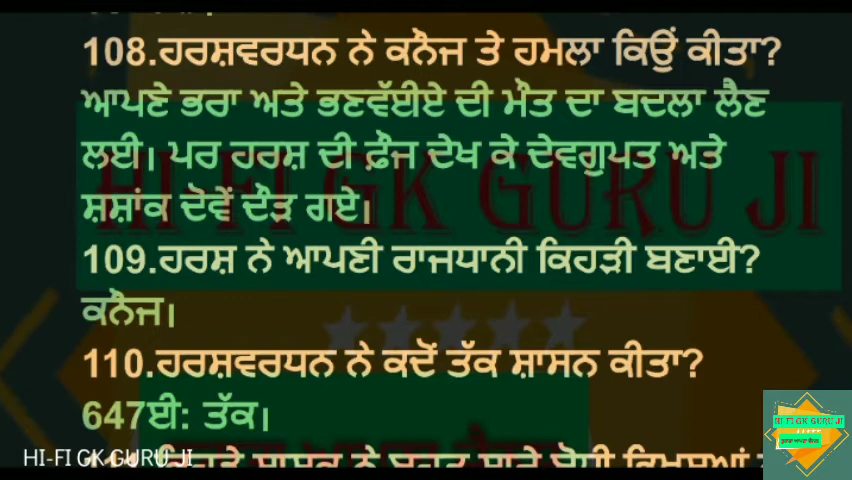 108.ਹਰਸ਼ਵਰਧਨ ਨੇ ਕਨੌਜ ਤੇ ਹਮਲਾ ਕਿਉਂ ਕੀਤਾ?
ਆਪਣੇ ਭਰਾ ਅਤੇ ਭਣਵੱਈਏ ਦੀ ਮੌਤ ਦਾ ਬਦਲਾ ਲੈਣ
ਲਈ। ਪਰ ਹਰਸ਼ ਦੀ ਫ਼ੌਜ ਦੇਖ ਕੇ ਦੇਵਗੁਪਤ ਅਤੇ
ਸ਼ਸ਼ਾਂਕ ਦੋਵੇਂ ਦੌੜ ਗਏ।
HI-FI GK GURU JI
109.ਹਰਸ਼ ਨੇ ਆਪਣੀ ਰਾਜਧਾਨੀ ਕਿਹੜੀ ਬਣਾਈ?
ਕਨੌਜ।
110.ਹਰਸ਼ਵਰਧਨ ਨੇ ਕਦੋਂ ਤੱਕ ਸ਼ਾਸਨ ਕੀਤਾ?
647ਈ: ਤੱਕ।
HI-FI GK GURU JI
HI-FI GK GURU JI